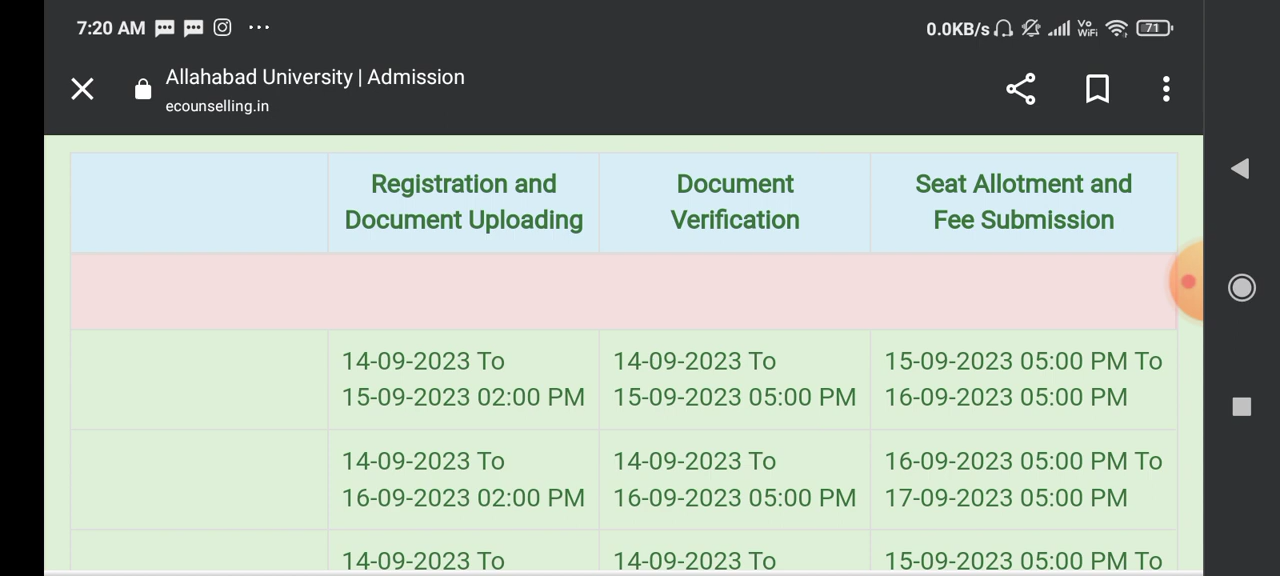 7:20 AM ... 0.0KB/s Vo WiFi 71
Allahabad University | Admission
ecounselling.in
Registration and Document Uploading
Document Verification
Seat Allotment and Fee Submission
14-09-2023 To 15-09-2023 02:00 PM
14-09-2023 To 15-09-2023 05:00 PM
15-09-2023 05:00 PM To 16-09-2023 05:00 PM
14-09-2023 To 16-09-2023 02:00 PM
14-09-2023 To 16-09-2023 05:00 PM
16-09-2023 05:00 PM To 17-09-2023 05:00 PM
14-09-2023 To
14-09-2023 To
15-09-2023 05:00 PM To